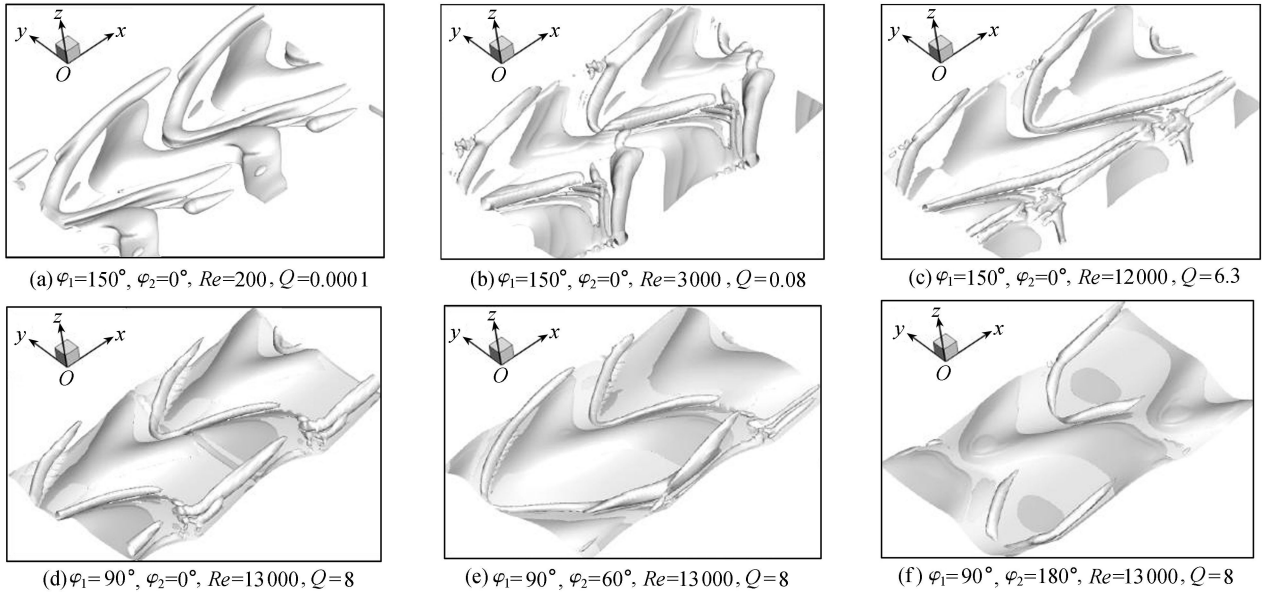 z
y
x
O
z
y
x
O
z
y
x
O
(a) φ₁=150°, φ₂=0°, Re=200, Q=0.0001
(b) φ₁=150°, φ₂=0°, Re=3000, Q=0.08
(c) φ₁=150°, φ₂=0°, Re=12000, Q=6.3
z
y
x
O
z
y
x
O
z
y
x
O
(d) φ₁=90°, φ₂=0°, Re=13000, Q=8
(e) φ₁=90°, φ₂=60°, Re=13000, Q=8
(f) φ₁=90°, φ₂=180°, Re=13000, Q=8